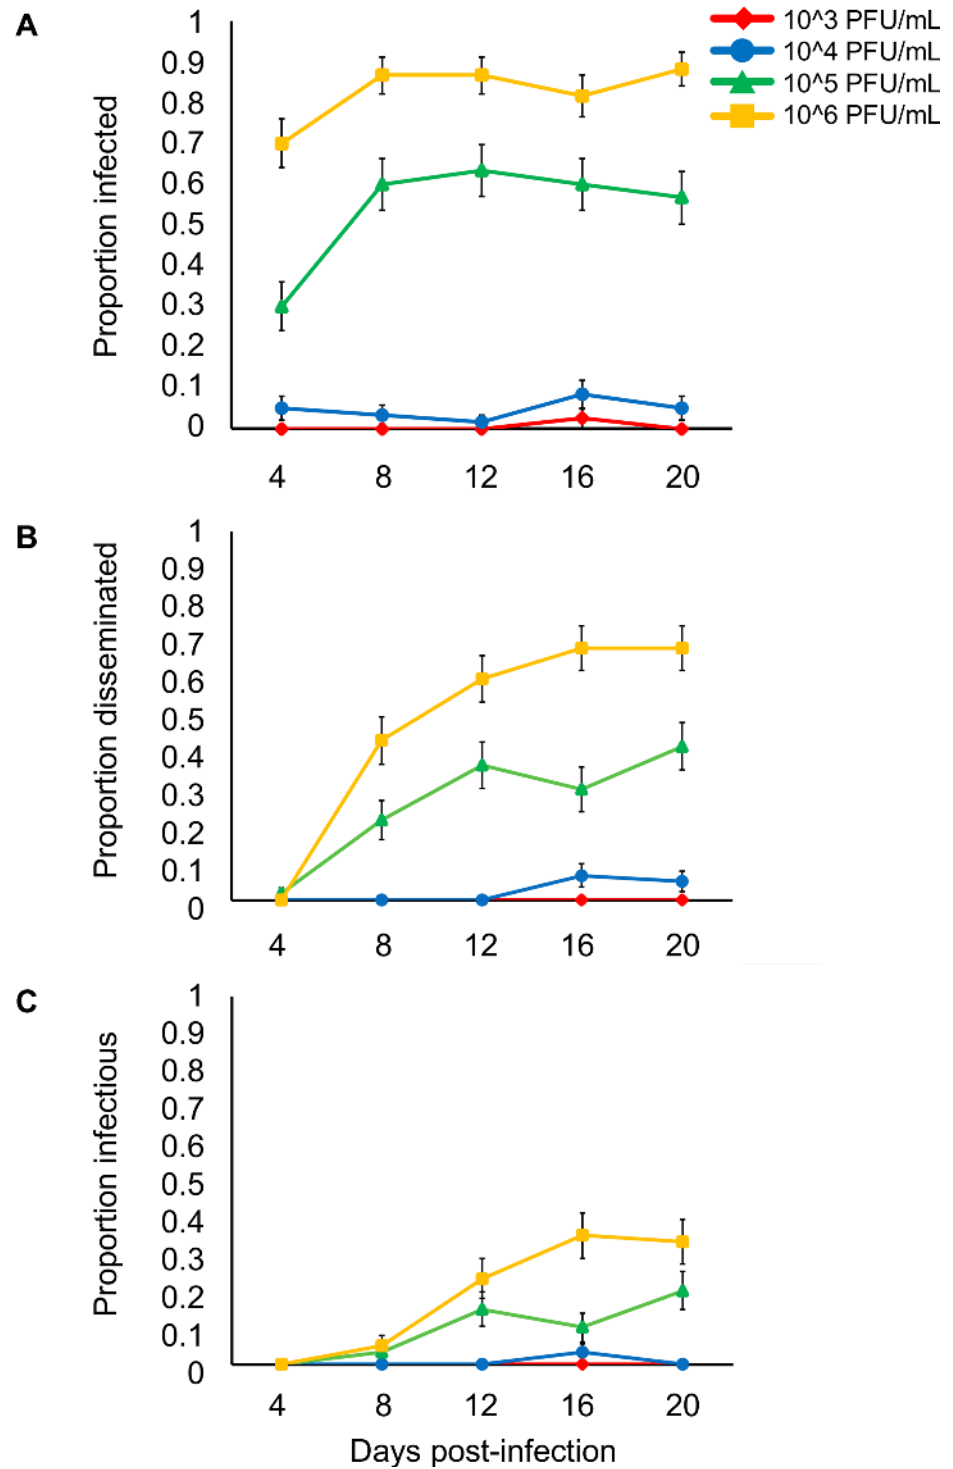 A
Proportion infected
1
0.9
0.8
0.7
0.6
0.5
0.4
0.3
0.2
0.1
0
4 8 12 16 20
10^3 PFU/mL
10^4 PFU/mL
10^5 PFU/mL
10^6 PFU/mL
B
Proportion disseminated
1
0.9
0.8
0.7
0.6
0.5
0.4
0.3
0.2
0.1
0
4 8 12 16 20
C
Proportion infectious
1
0.9
0.8
0.7
0.6
0.5
0.4
0.3
0.2
0.1
0
4 8 12 16 20
Days post-infection